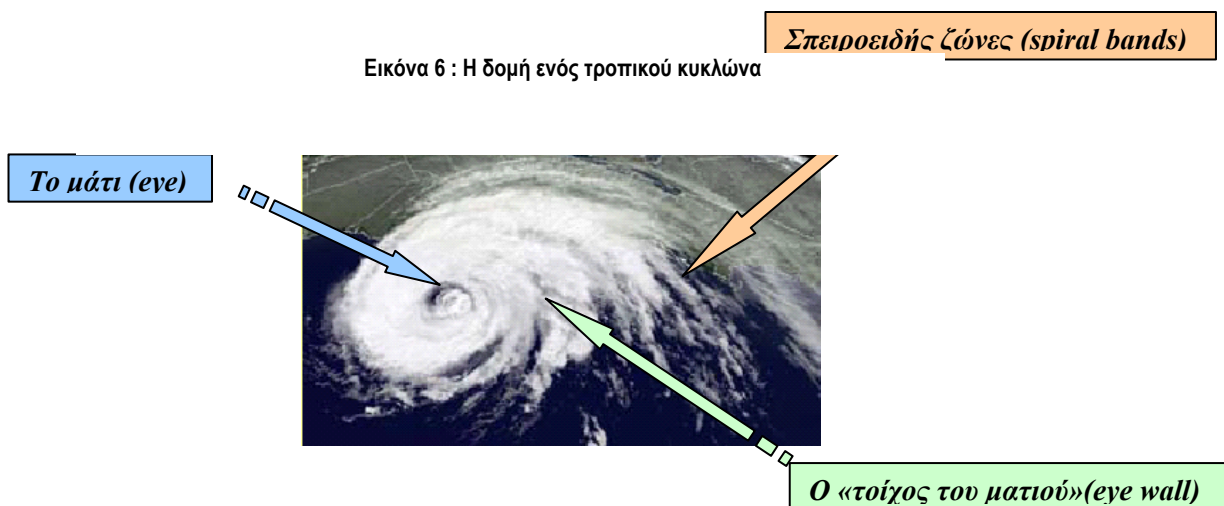 Σπειροειδής ζώνες (spiral bands)
Εικόνα 6 : Η δομή ενός τροπικού κυκλώνα
Το μάτι (eye)
Ο «τοίχος του ματιού»(eye wall)